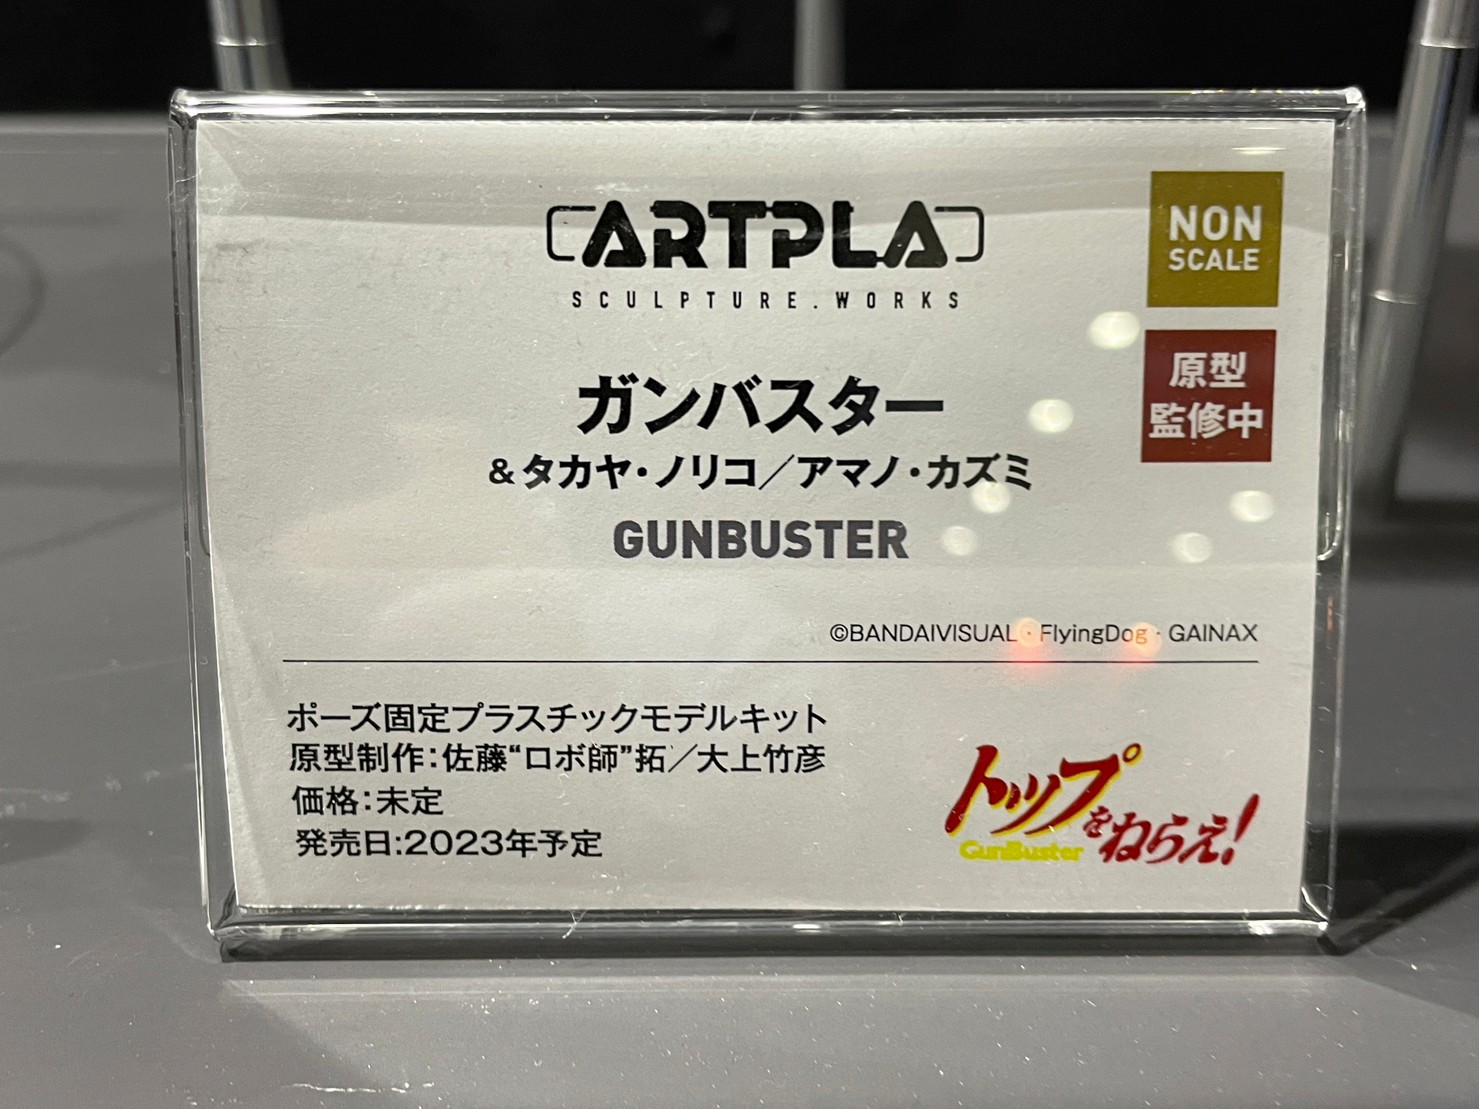 ARTPLA
SCULPTURE.WORKS
NON
SCALE
原型
監修中
ガンバスター
&タカヤ・ノリコ／アマノ・カズミ
GUNBUSTER
©BANDAIVISUAL・FlyingDog・GAINAX
ポーズ固定プラスチックモデルキット
原型制作：佐藤“ロボ師”拓／大上竹彦
価格：未定
発売日：2023年予定
トップをねらえ！
GunBuster